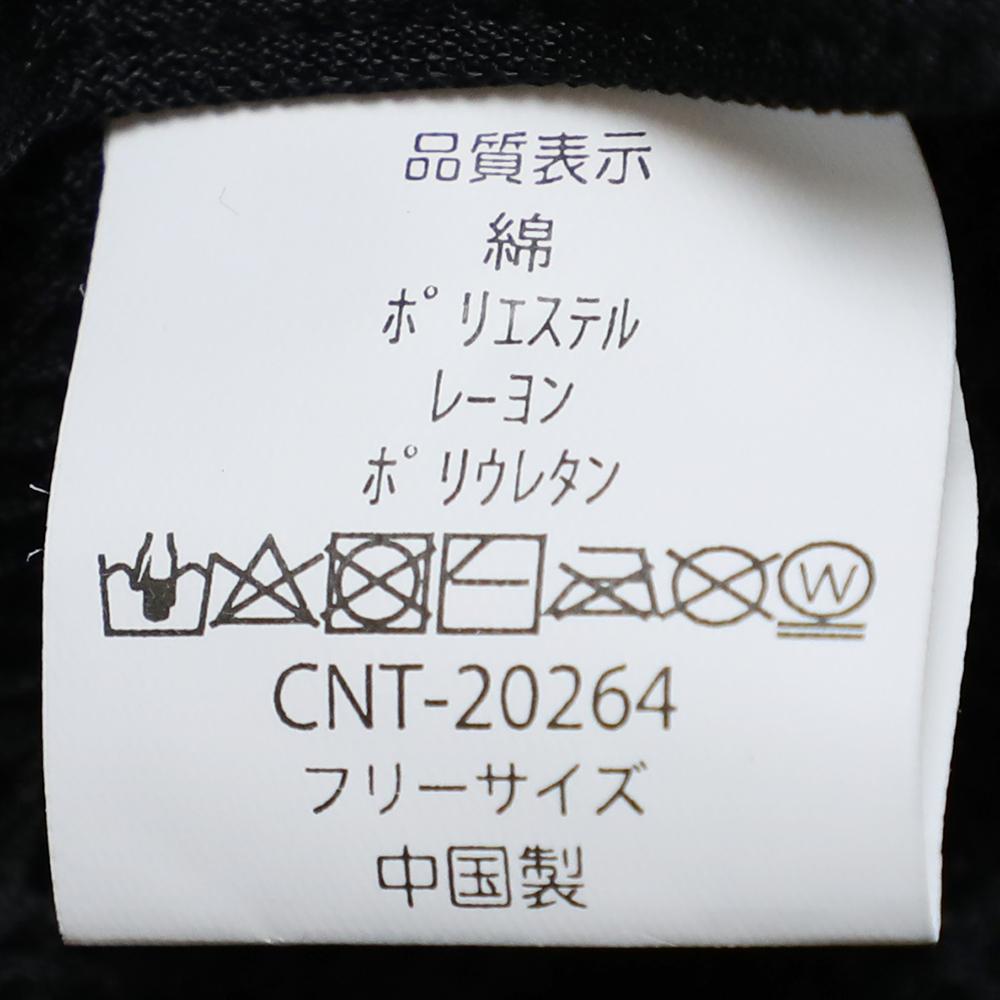 品質表示
綿
ポリエステル
レーヨン
ポリウレタン
W
CNT-20264
フリーサイズ
中国製